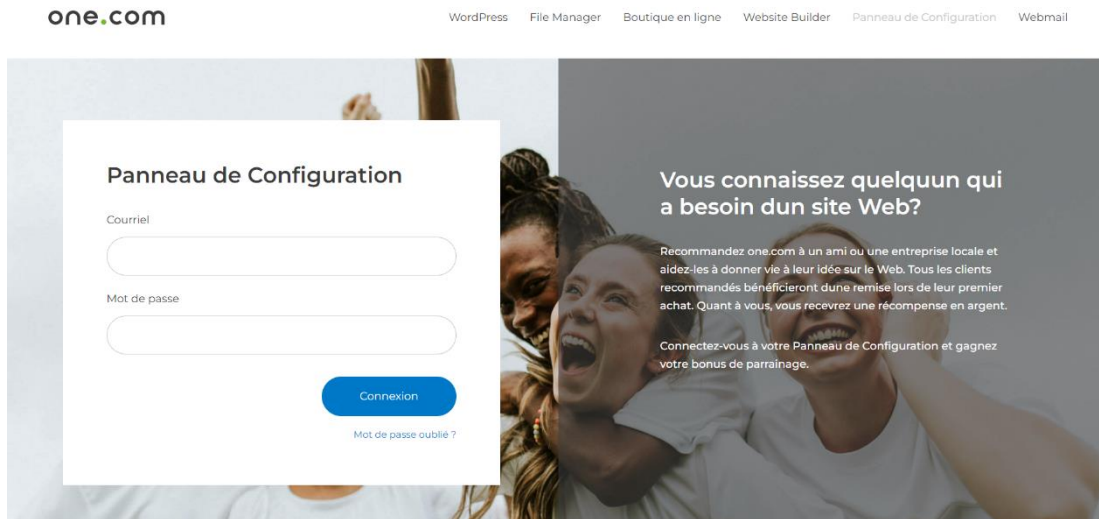 one.com
WordPress File Manager Boutique en ligne Website Builder Panneau de Configuration Webmail
Panneau de Configuration
Courriel
Mot de passe
Connexion
Mot de passe oublié ?
Vous connaissez quelquun qui
a besoin dun site Web?
Recommandez one.com à un ami ou une entreprise locale et
aidez-les à donner vie à leur idée sur le Web. Tous les clients
recommandés bénéficieront dune remise lors de leur premier
achat. Quant à vous, vous recevrez une récompense en argent.
Connectez-vous à votre Panneau de Configuration et gagnez
votre bonus de parrainage.